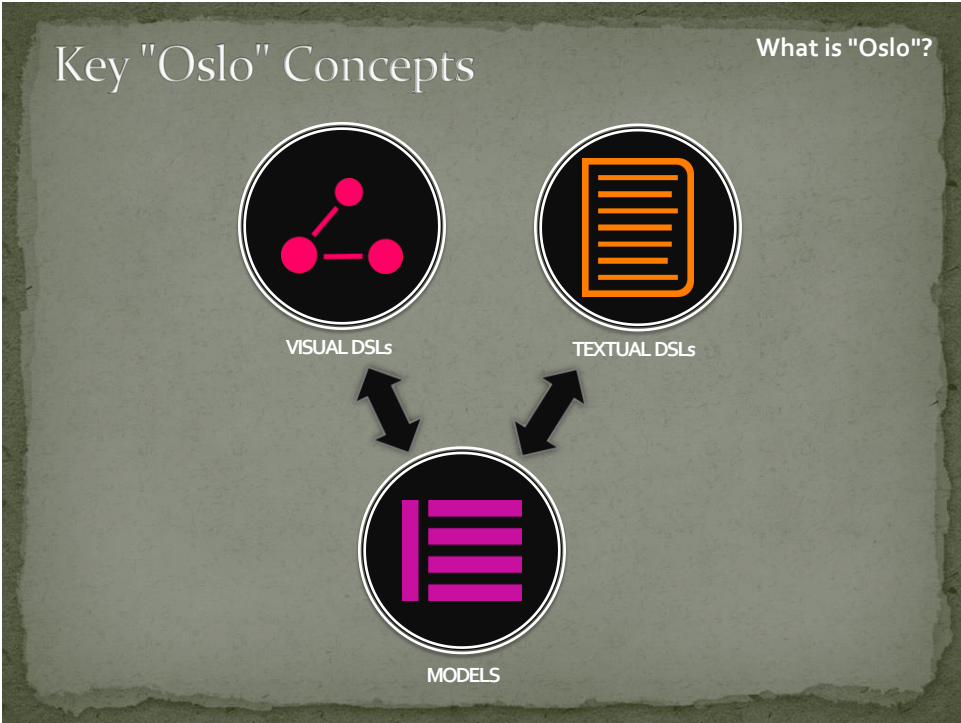 Key "Oslo" Concepts
What is "Oslo"?
VISUAL DSLs
TEXTUAL DSLs
MODELS